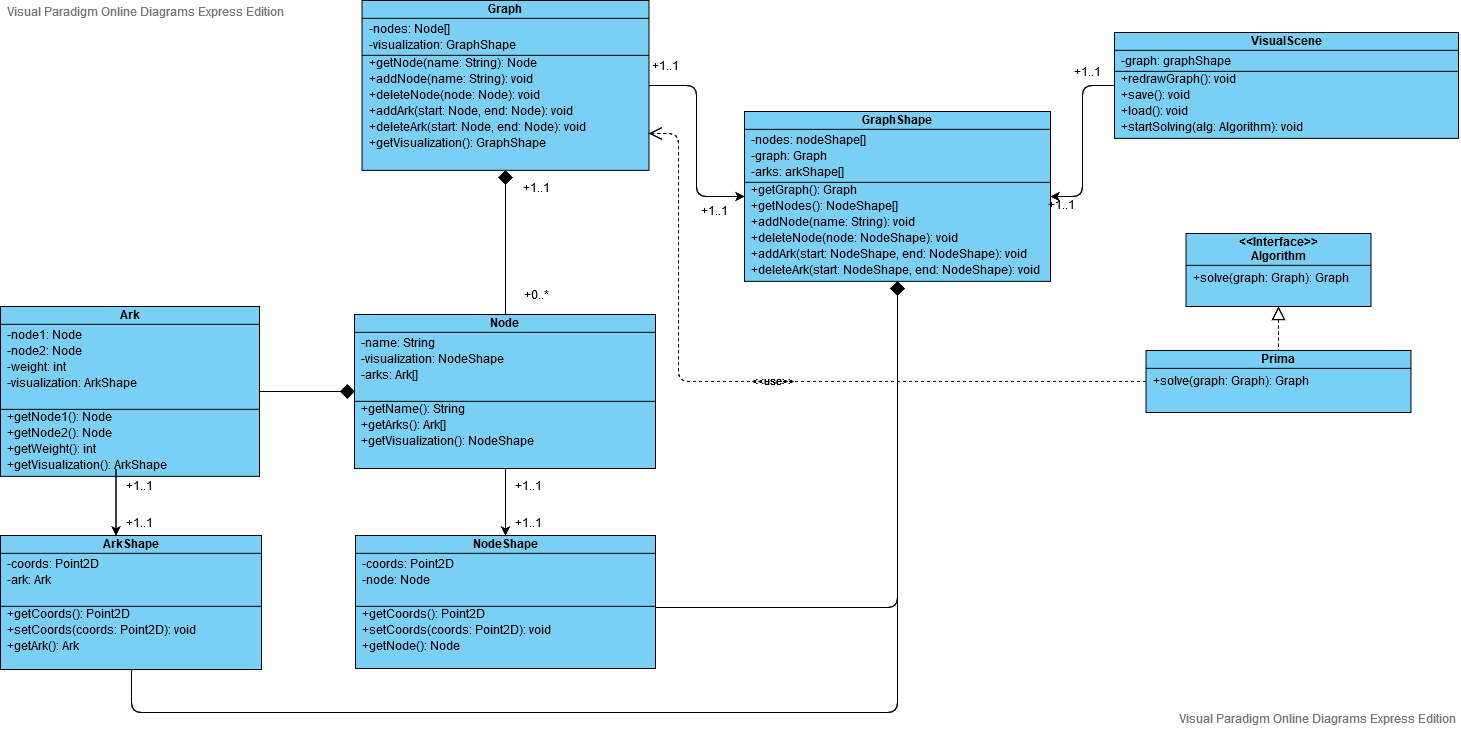 Visual Paradigm Online Diagrams Express Edition
Graph
-nodes: Node[]
-visualization: GraphShape
+getNode(name: String): Node
+addNode(name: String): void
+deleteNode(node: Node): void
+addArk(start: Node, end: Node): void
+deleteArk(start: Node, end: Node): void
+getVisualization(): GraphShape
+1..1
+1..1
+1..1
+0..*
VisualScene
-graph: graphShape
+redrawGraph(): void
+save(): void
+load(): void
+startSolving(alg: Algorithm): void
+1..1
+1..1
GraphShape
-nodes: nodeShape[]
-graph: Graph
-arks: arkShape[]
+getGraph(): Graph
+getNodes(): NodeShape[]
+addNode(name: String): void
+deleteNode(node: NodeShape): void
+addArk(start: NodeShape, end: NodeShape): void
+deleteArk(start: NodeShape, end: NodeShape): void
<<Interface>>
Algorithm
+solve(graph: Graph): Graph
Prima
+solve(graph: Graph): Graph
<<use>>
Ark
-node1: Node
-node2: Node
-weight: int
-visualization: ArkShape
+getNode1(): Node
+getNode2(): Node
+getWeight(): int
+getVisualization(): ArkShape
+1..1
+1..1
Node
-name: String
-visualization: NodeShape
-arks: Ark[]
+getName(): String
+getArks(): Ark[]
+getVisualization(): NodeShape
+1..1
+1..1
ArkShape
-coords: Point2D
-ark: Ark
+getCoords(): Point2D
+setCoords(coords: Point2D): void
+getArk(): Ark
NodeShape
-coords: Point2D
-node: Node
+getCoords(): Point2D
+setCoords(coords: Point2D): void
+getNode(): Node
Visual Paradigm Online Diagrams Express Edition